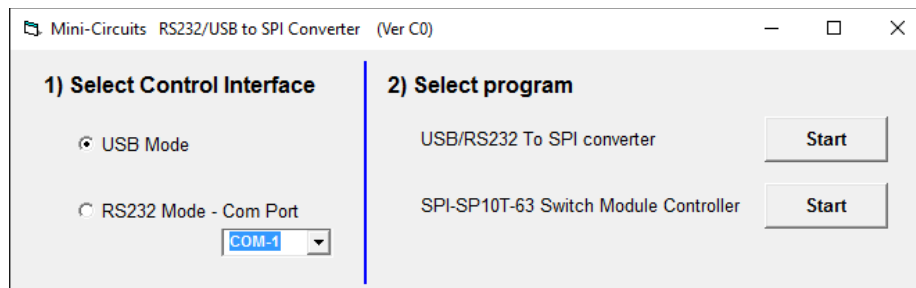 Mini-Circuits RS232/USB to SPI Converter (Ver C0)
1) Select Control Interface
USB Mode
RS232 Mode - Com Port
COM-1
2) Select program
USB/RS232 To SPI converter Start
SPI-SP10T-63 Switch Module Controller Start